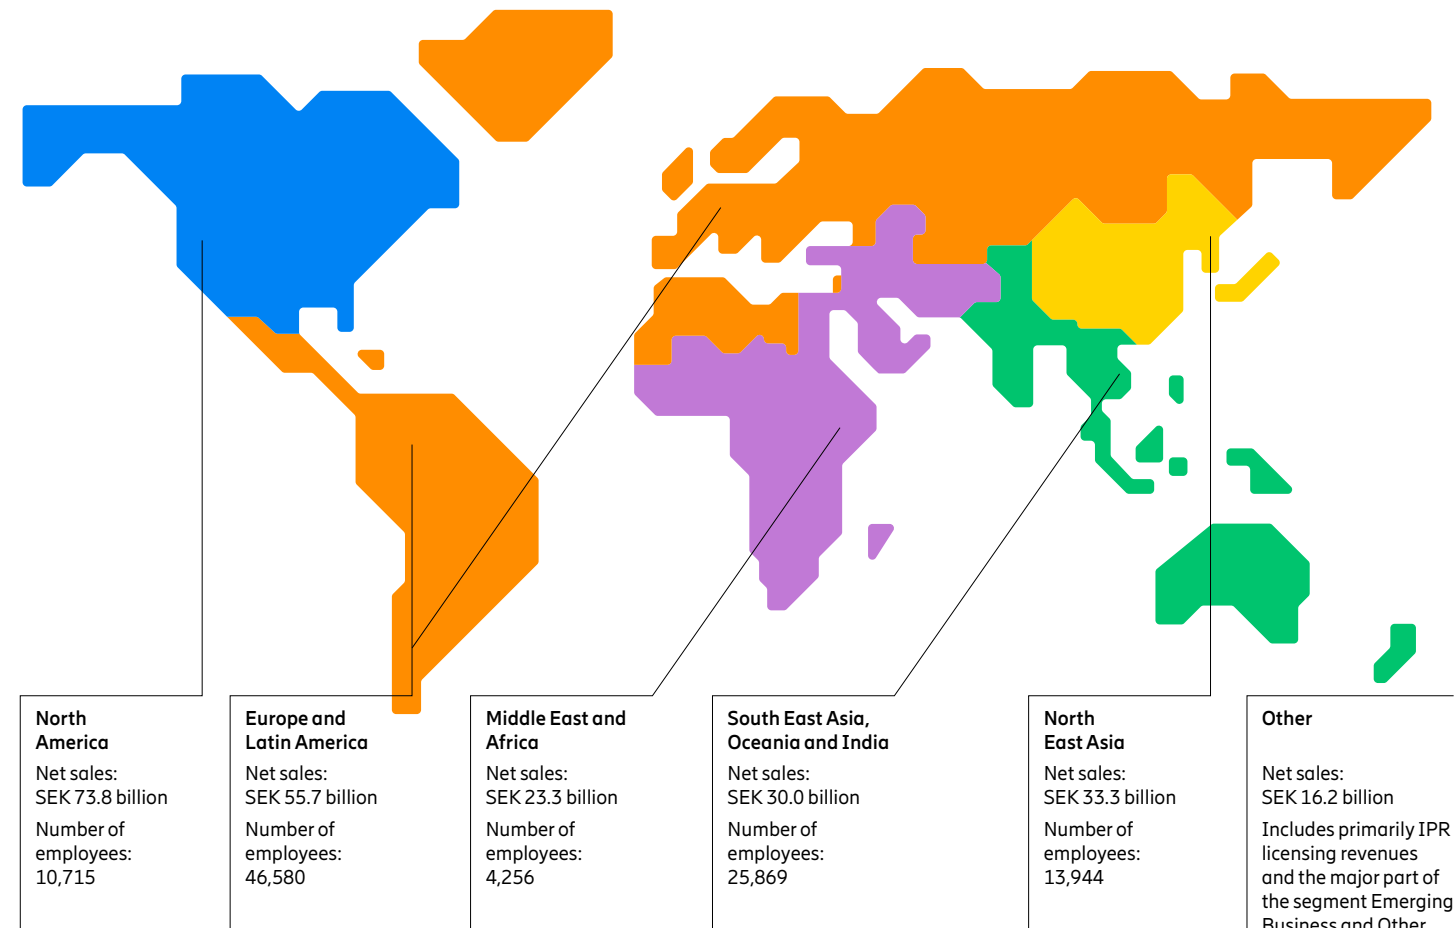 North
America
Net sales:
SEK 73.8 billion
Number of
employees:
10,715
Europe and
Latin America
Net sales:
SEK 55.7 billion
Number of
employees:
46,580
Middle East and
Africa
Net sales:
SEK 23.3 billion
Number of
employees:
4,256
South East Asia,
Oceania and India
Net sales:
SEK 30.0 billion
Number of
employees:
25,869
North
East Asia
Net sales:
SEK 33.3 billion
Number of
employees:
13,944
Other
Net sales:
SEK 16.2 billion
Includes primarily IPR
licensing revenues
and the major part of
the segment Emerging
Business and Other